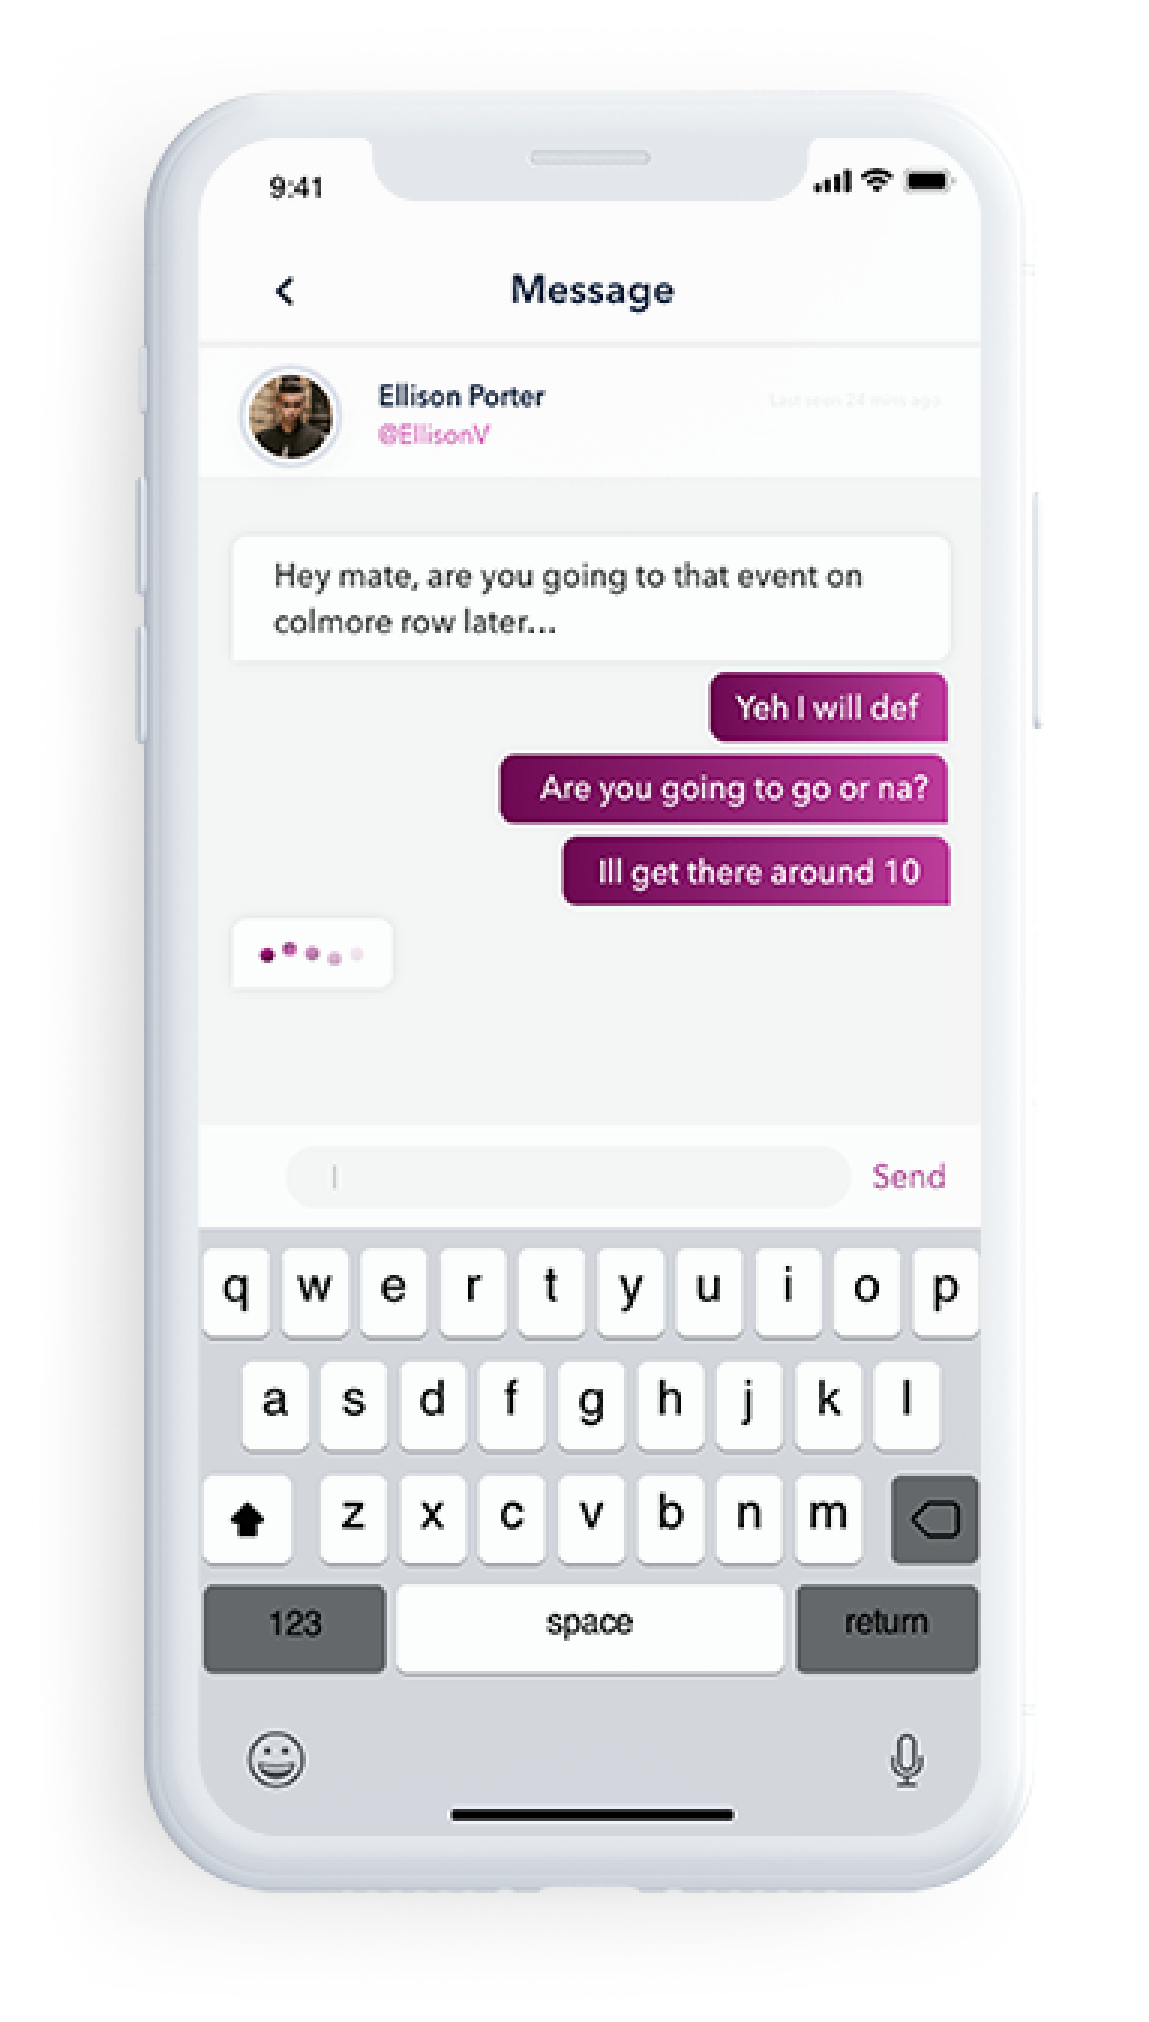 9:41
Message
Ellison Porter
Last seen 24 mins ago
@EllisonV
Hey mate, are you going to that event on
colmore row later...
Yeh I will def
Are you going to go or na?
Ill get there around 10
Send
q w e r t y u i o p
a s d f g h j k l
z x c v b n m
123 space return